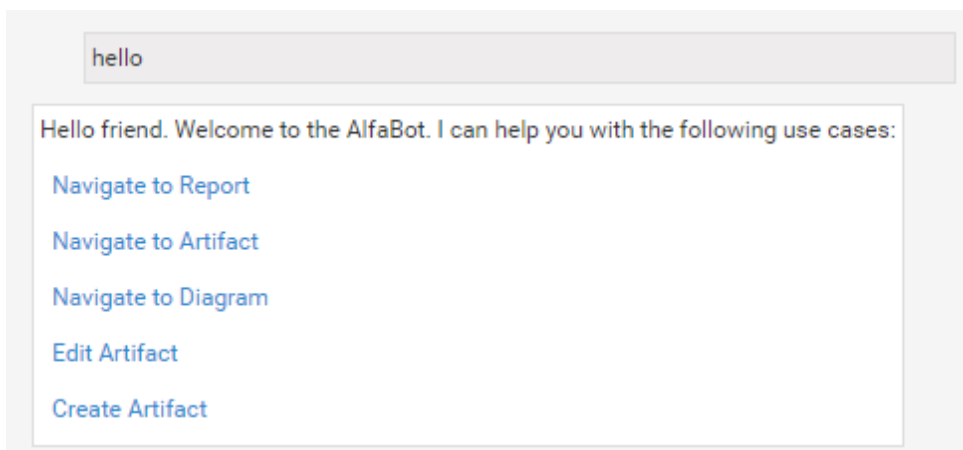 hello
Hello friend. Welcome to the AlfaBot. I can help you with the following use cases:
Navigate to Report
Navigate to Artifact
Navigate to Diagram
Edit Artifact
Create Artifact